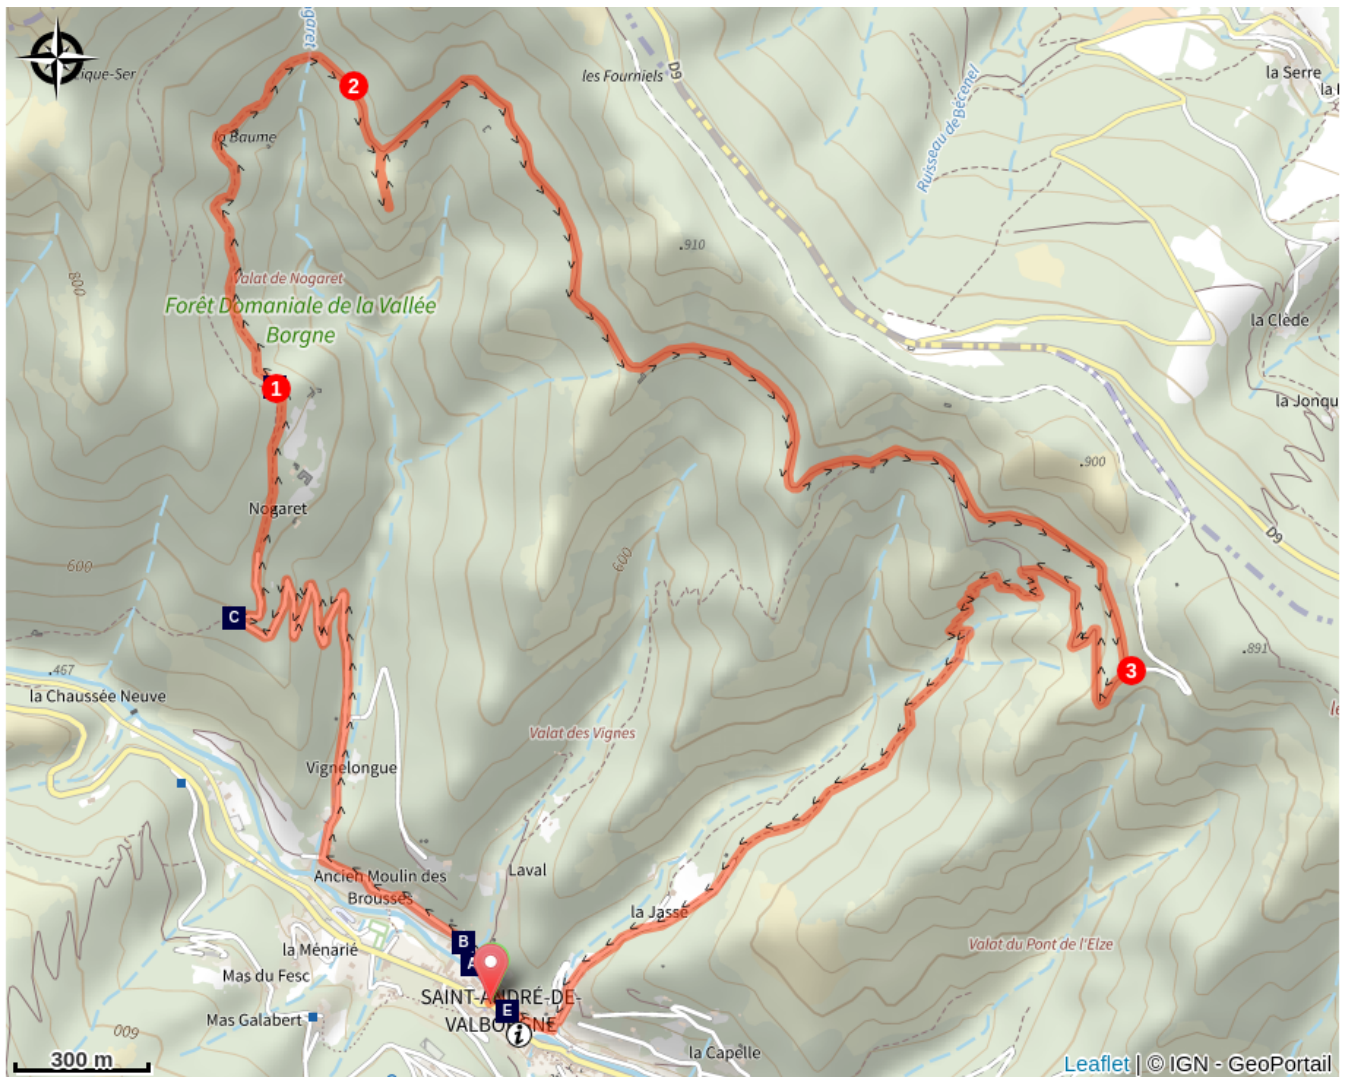 D9
les Fourniels
Ruisseau de Bécenel
la Serre
2
la Baume
.910
Valat de Nogaret
800
Forêt Domaniale de la Vallée
Borgne
la Clède
1
la Jonqu
.900
Nogaret
D9
600
600
C
.891
3
.467
la Chaussée Neuve
Valat des Vignes
Vignelongue
Ancien Moulin des
Brousses
Laval
la Jasse
B
A
Valat du Pont de l'Elze
la Ménarié
Mas du Fesc
SAINT-ANDRÉ-DE-
E
Mas Galabert
600
i
la Capelle
300 m
Leaflet | © IGN - GeoPortail